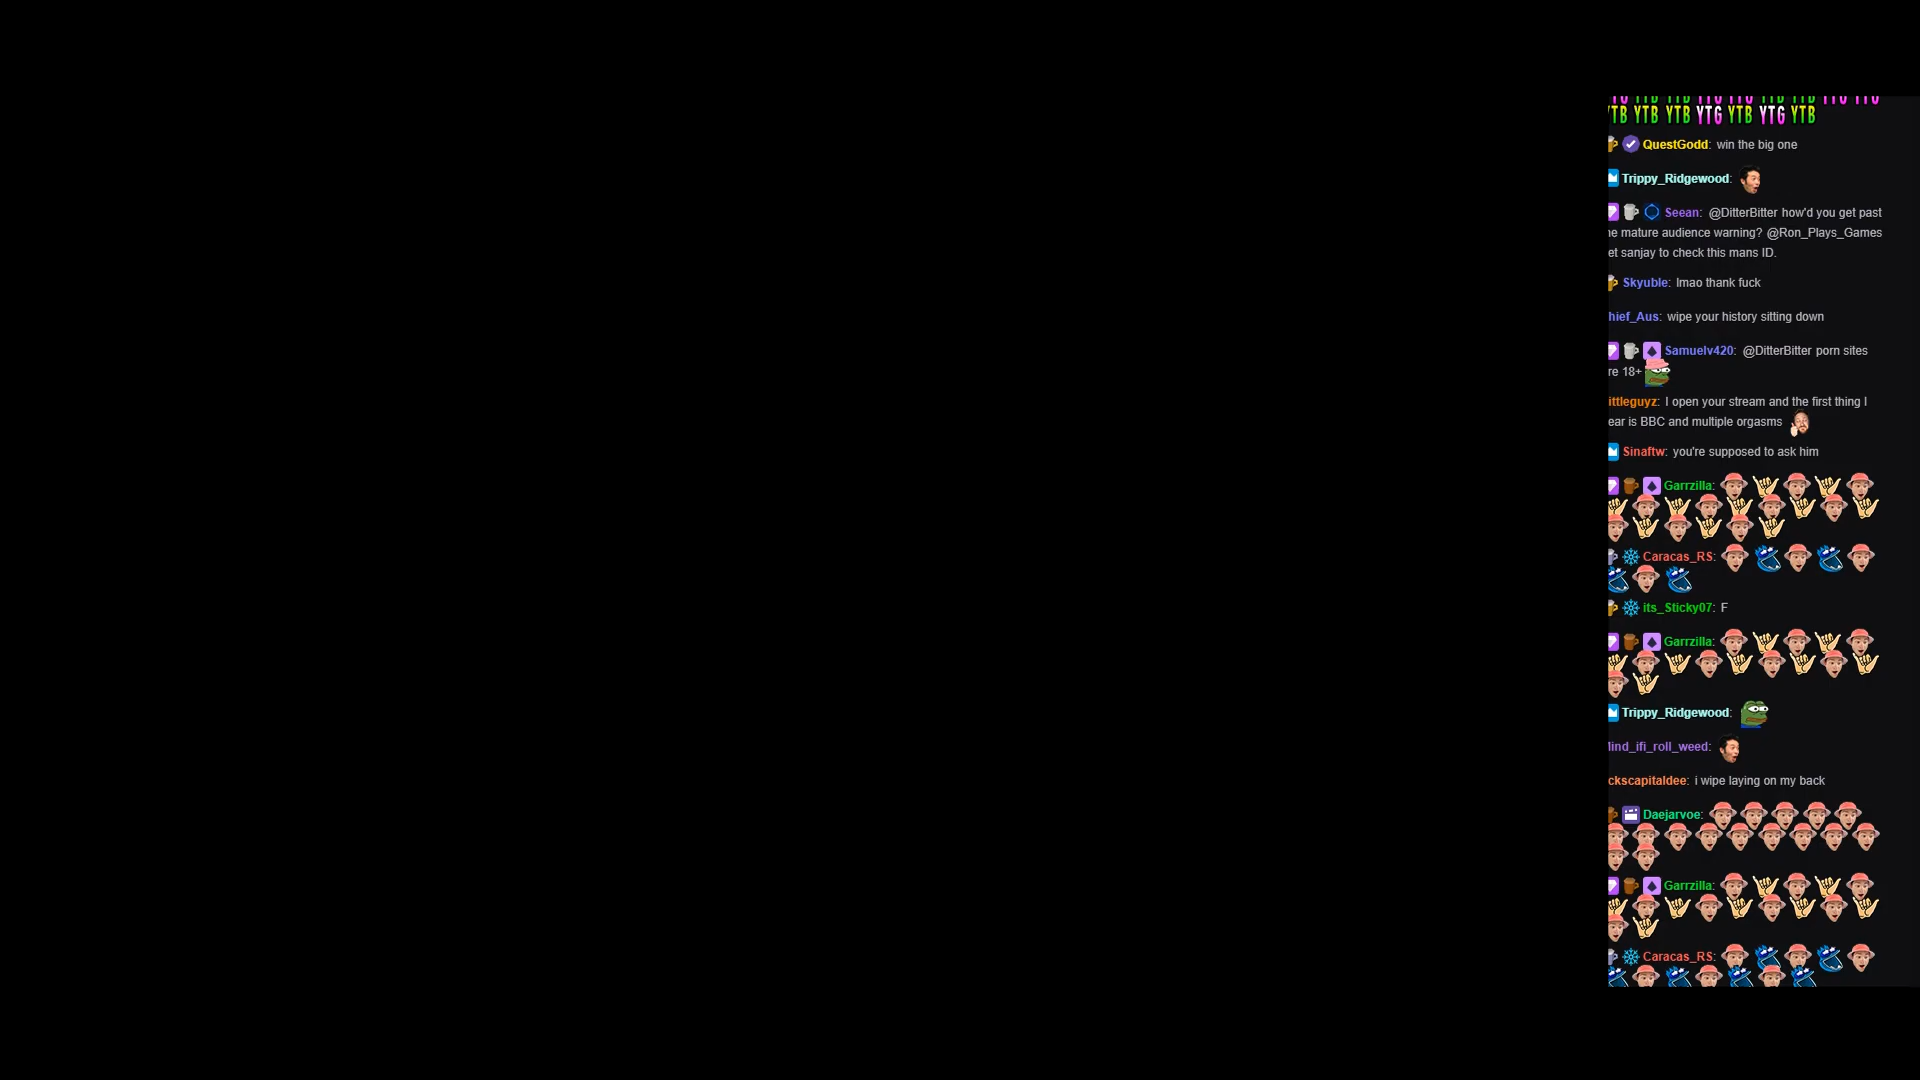 YTB YTB YTB YTG YTB YTG YTB
QuestGodd: win the big one
Trippy_Ridgewood:
Seean: @DitterBitter how'd you get past
he mature audience warning? @Ron_Plays_Games
et sanjay to check this mans ID.
Skyuble: lmao thank fuck
hief_Aus: wipe your history sitting down
Samuelv420: @DitterBitter porn sites
re 18+
ittleguyz: I open your stream and the first thing I
ear is BBC and multiple orgasms
Sinaftw: you're supposed to ask him
Garrzilla:
Caracas_RS:
its_Sticky07: F
Garrzilla:
Trippy_Ridgewood:
lind_ifi_roll_weed:
ckscapitaldee: i wipe laying on my back
Daejarvoe:
Garrzilla:
Caracas_RS: